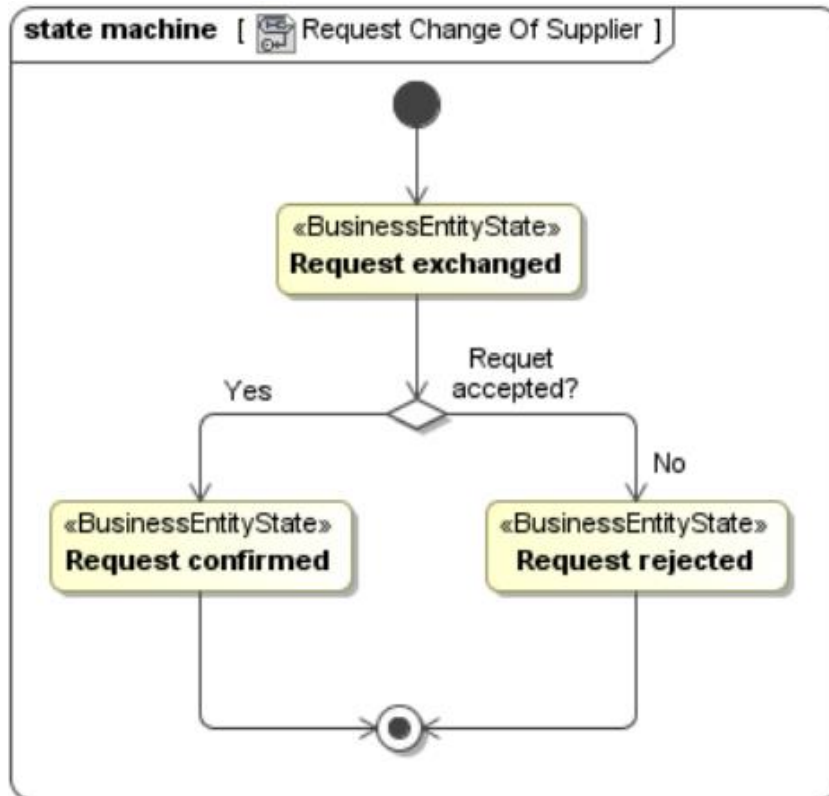 state machine [ Request Change Of Supplier ]
«BusinessEntityState»
Request exchanged
Requet
accepted?
Yes
No
«BusinessEntityState»
Request confirmed
«BusinessEntityState»
Request rejected